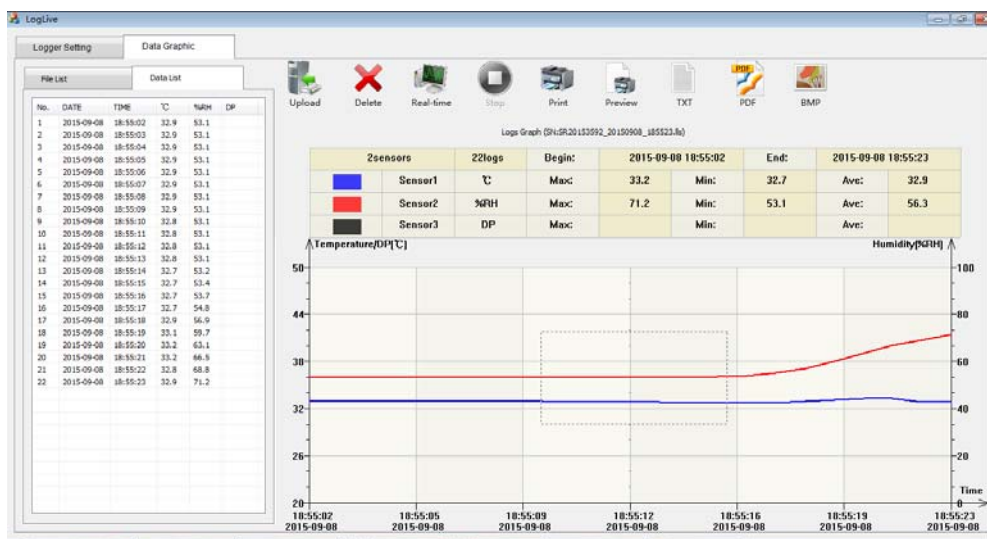 LogLive
Logger Setting Data Graphic
File List Data List
Upload Delete Real-time Stop Print Preview TXT PDF BMP
No. DATE TIME ℃ %RH DP
1 2015-09-08 18:55:02 32.9 53.1
2 2015-09-08 18:55:03 32.9 53.1
3 2015-09-08 18:55:04 32.9 53.1
4 2015-09-08 18:55:05 32.9 53.1
5 2015-09-08 18:55:06 32.9 53.1
6 2015-09-08 18:55:07 32.9 53.1
7 2015-09-08 18:55:08 32.9 53.1
8 2015-09-08 18:55:09 32.9 53.1
9 2015-09-08 18:55:10 32.8 53.1
10 2015-09-08 18:55:11 32.8 53.1
11 2015-09-08 18:55:12 32.8 53.1
12 2015-09-08 18:55:13 32.8 53.1
13 2015-09-08 18:55:14 32.7 53.2
14 2015-09-08 18:55:15 32.7 53.4
15 2015-09-08 18:55:16 32.7 53.7
16 2015-09-08 18:55:17 32.7 54.8
17 2015-09-08 18:55:18 32.9 56.9
18 2015-09-08 18:55:19 33.1 59.7
19 2015-09-08 18:55:20 33.2 63.1
20 2015-09-08 18:55:21 33.2 66.5
21 2015-09-08 18:55:22 32.8 68.8
22 2015-09-08 18:55:23 32.9 71.2
Logs Graph (SN:SR20153592_20150908_185523.lls)
2sensors 22logs Begin: 2015-09-08 18:55:02 End: 2015-09-08 18:55:23
Sensor1 ℃ Max: 33.2 Min: 32.7 Ave: 32.9
Sensor2 %RH Max: 71.2 Min: 53.1 Ave: 56.3
Sensor3 DP Max: Min: Ave:
Temperature/DP[℃] Humidity[%RH]
50 100
44 80
38 60
32 40
26 20
Time
20 0
18:55:02 18:55:05 18:55:09 18:55:12 18:55:16 18:55:19 18:55:23
2015-09-08 2015-09-08 2015-09-08 2015-09-08 2015-09-08 2015-09-08 2015-09-08